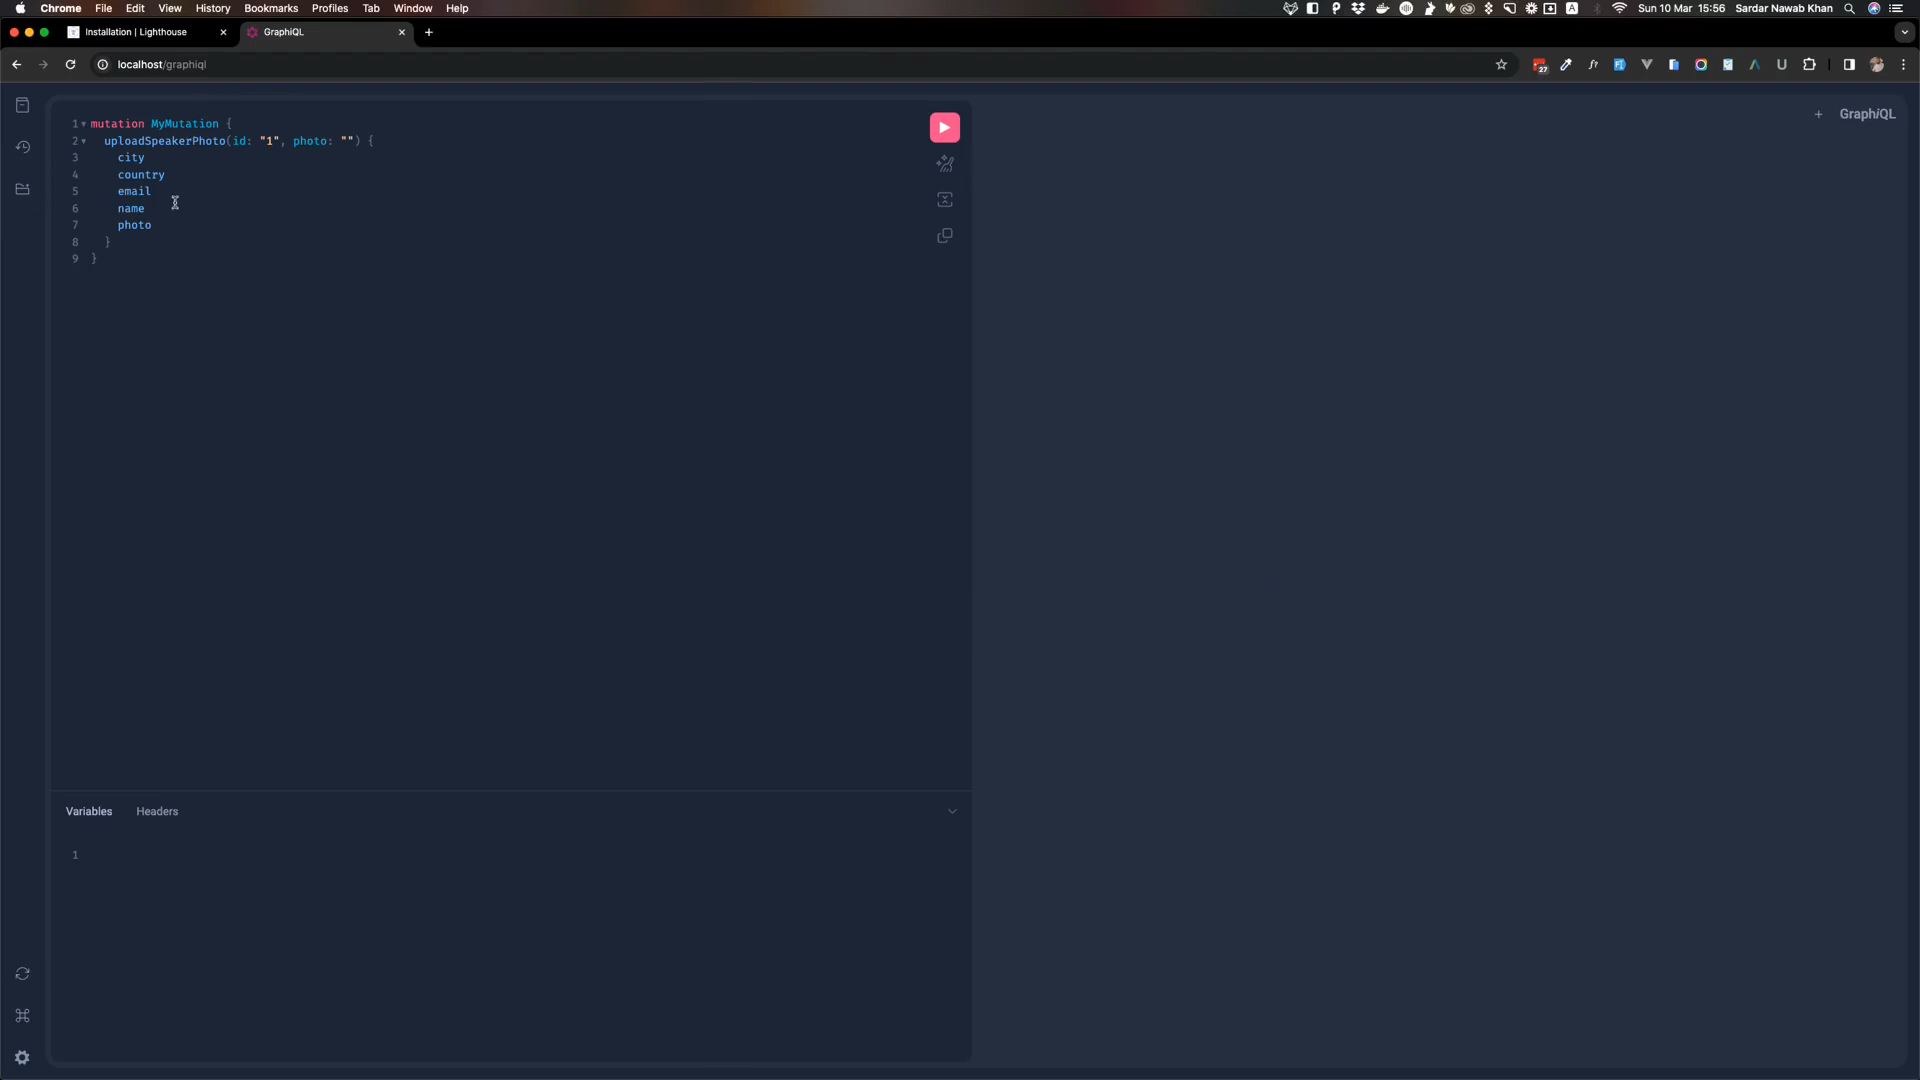 Chrome File Edit View History Bookmarks Profiles Tab Window Help Sun 10 Mar 15:56 Sardar Nawab Khan
Installation | Lighthouse
GraphiQL
localhost/graphiql
27
f?
1 mutation MyMutation {
2 uploadSpeakerPhoto(id: "1", photo: "") {
3 city
4 country
5 email
6 name
7 photo
8 }
9 }
+ GraphiQL
Variables Headers
1